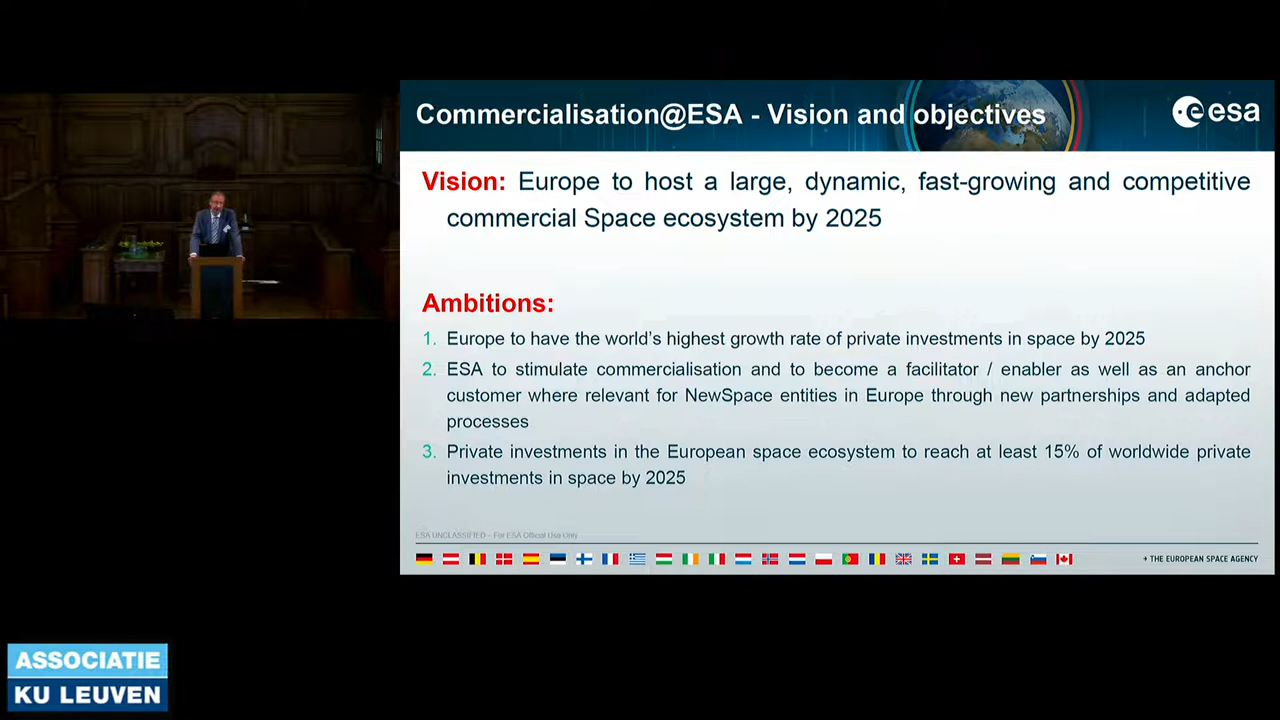 Commercialisation@ESA - Vision and objectives
esa
Vision: Europe to host a large, dynamic, fast-growing and competitive
commercial Space ecosystem by 2025
Ambitions:
1. Europe to have the world's highest growth rate of private investments in space by 2025
2. ESA to stimulate commercialisation and to become a facilitator / enabler as well as an anchor
customer where relevant for NewSpace entities in Europe through new partnerships and adapted
processes
3. Private investments in the European space ecosystem to reach at least 15% of worldwide private
investments in space by 2025
ESA UNCLASSIFIED – For ESA Official Use Only
→ THE EUROPEAN SPACE AGENCY
ASSOCIATIE
KU LEUVEN